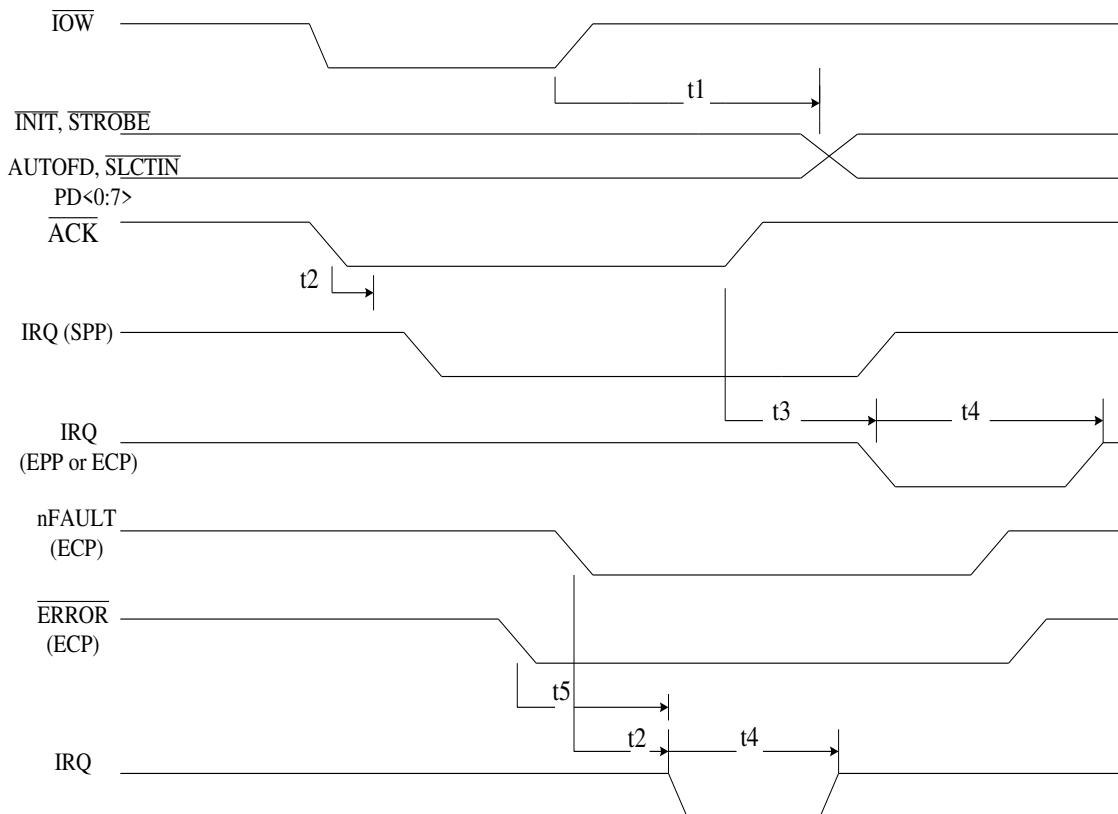 IOW
t1
INIT, STROBE
AUTOFD, SLCTIN
PD<0:7>
ACK
t2
IRQ (SPP)
t3
t4
IRQ
(EPP or ECP)
nFAULT
(ECP)
ERROR
(ECP)
t5
t2
t4
IRQ